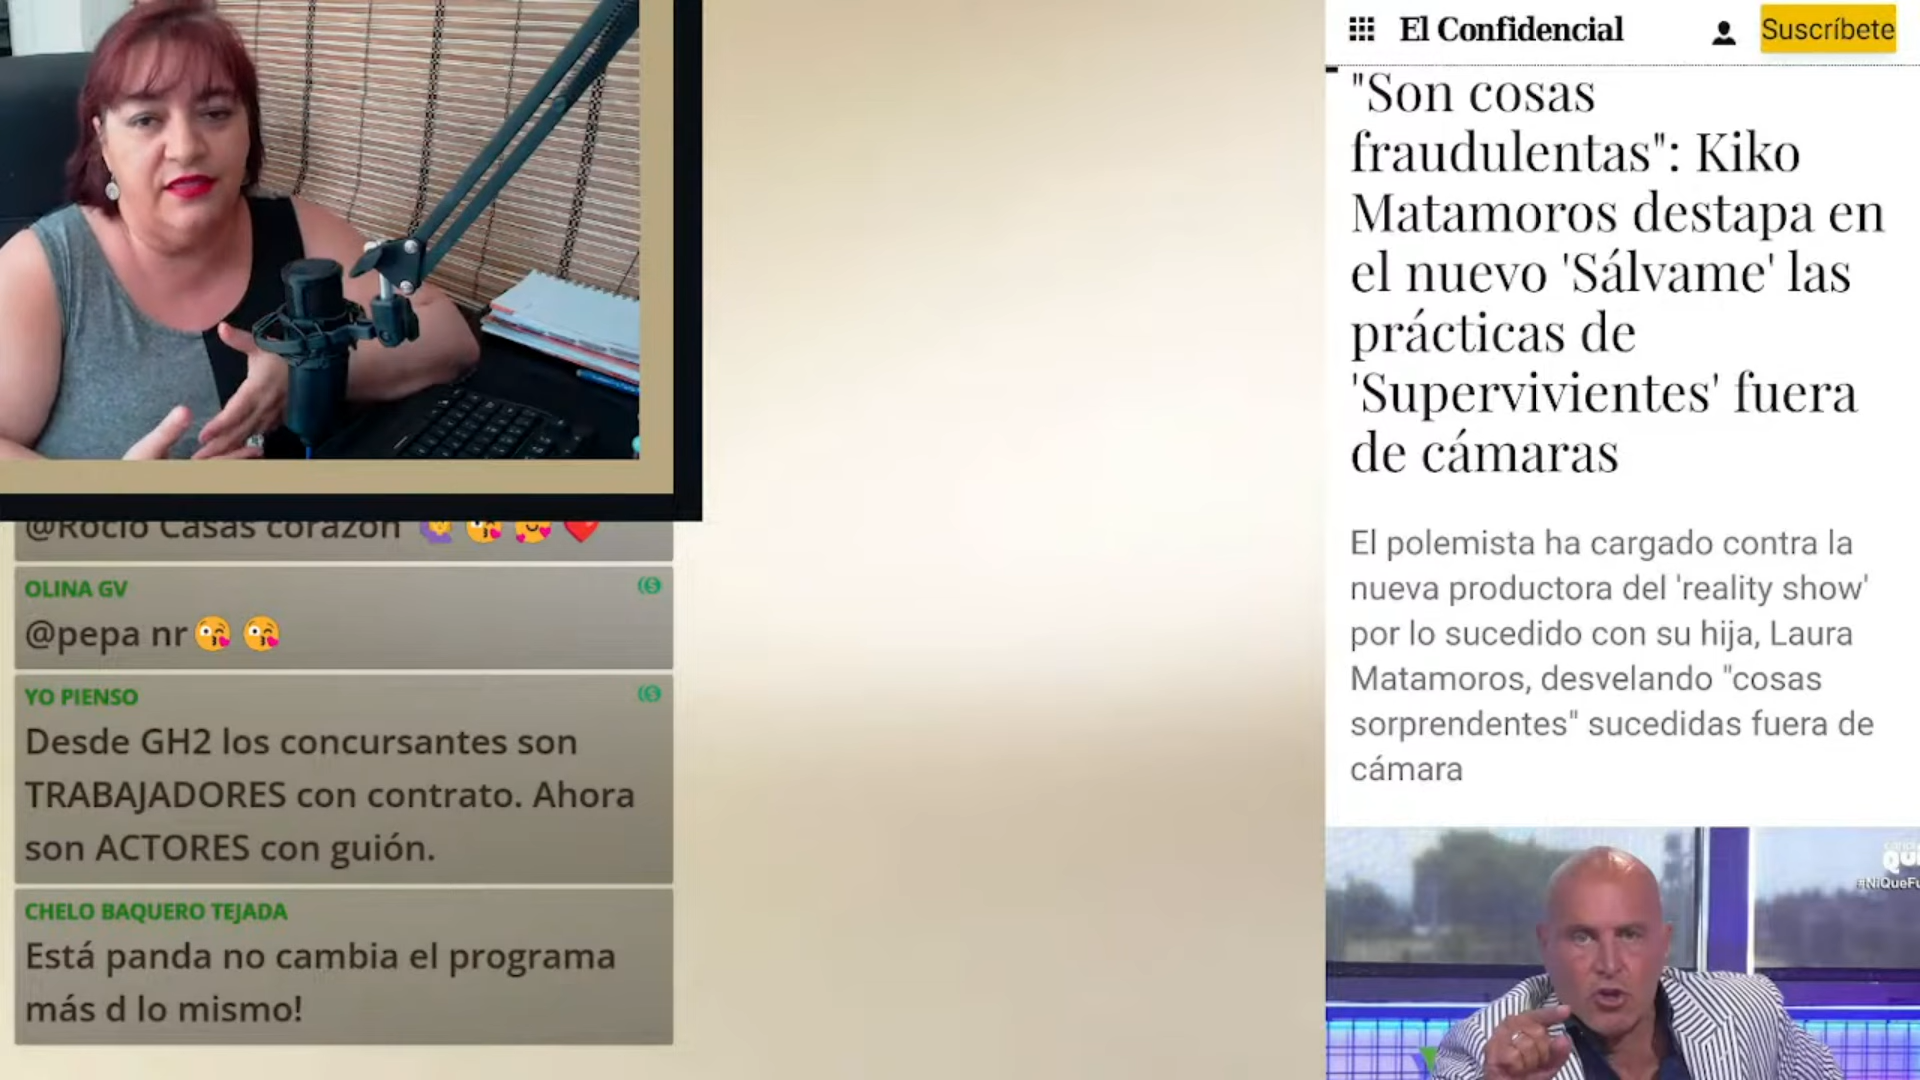 @Rocío Casas corazón
OLINA GV
@pepa nr
YO PIENSO
Desde GH2 los concursantes son
TRABAJADORES con contrato. Ahora
son ACTORES con guión.
CHELO BAQUERO TEJADA
Está panda no cambia el programa
más d lo mismo!
El Confidencial
Suscríbete
"Son cosas
fraudulentas": Kiko
Matamoros destapa en
el nuevo 'Sálvame' las
prácticas de
'Supervivientes' fuera
de cámaras
El polemista ha cargado contra la
nueva productora del 'reality show'
por lo sucedido con su hija, Laura
Matamoros, desvelando "cosas
sorprendentes" sucedidas fuera de
cámara